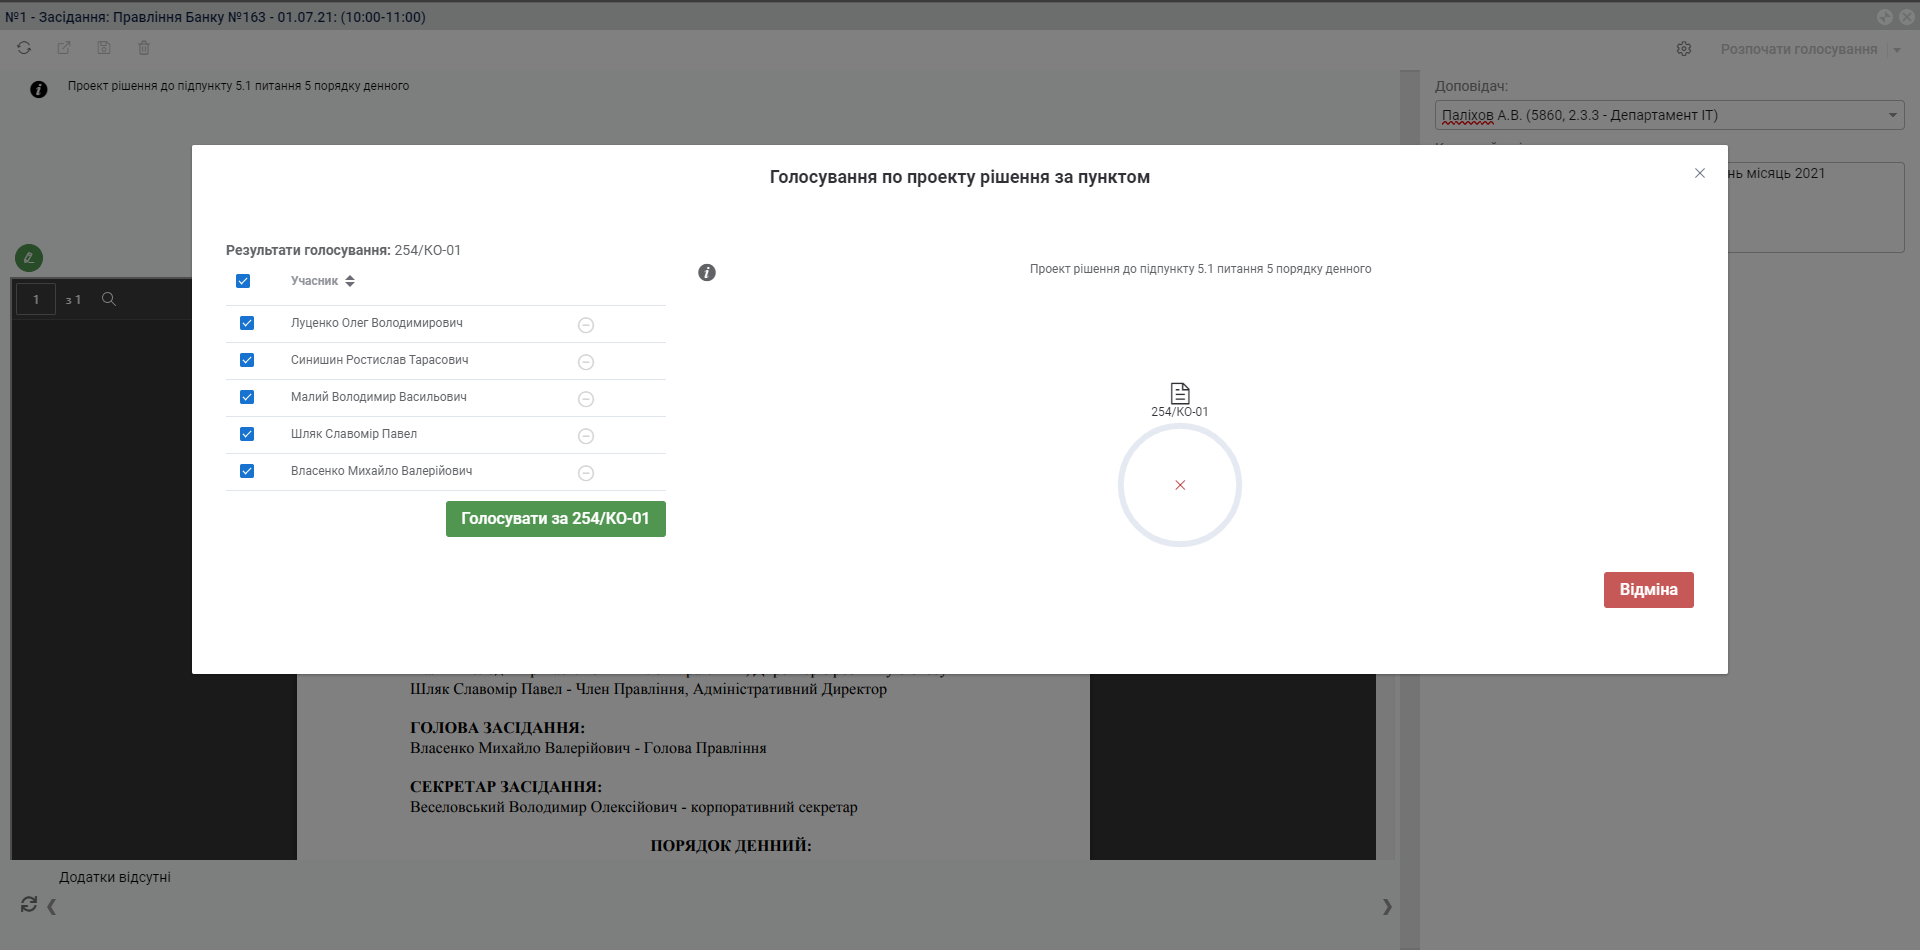 №1 - Засідання: Правління Банку №163 - 01.07.21: (10:00-11:00)
Розпочати голосування
Проект рішення до підпункту 5.1 питання 5 порядку денного
Доповідач:
Паліхов А.В. (5860, 2.3.3 - Департамент ІТ)
нь місяць 2021
Голосування по проекту рішення за пунктом
Результати голосування: 254/КО-01
Учасник
Луценко Олег Володимирович
Синишин Ростислав Тарасович
Малий Володимир Васильович
Шляк Славомір Павел
Власенко Михайло Валерійович
Голосувати за 254/КО-01
Проект рішення до підпункту 5.1 питання 5 порядку денного
254/КО-01
Відміна
1 з 1
Шляк Славомір Павел - Член Правління, Адміністративний Директор
ГОЛОВА ЗАСІДАННЯ:
Власенко Михайло Валерійович - Голова Правління
СЕКРЕТАР ЗАСІДАННЯ:
Веселовський Володимир Олексійович - корпоративний секретар
ПОРЯДОК ДЕННИЙ:
Додатки відсутні